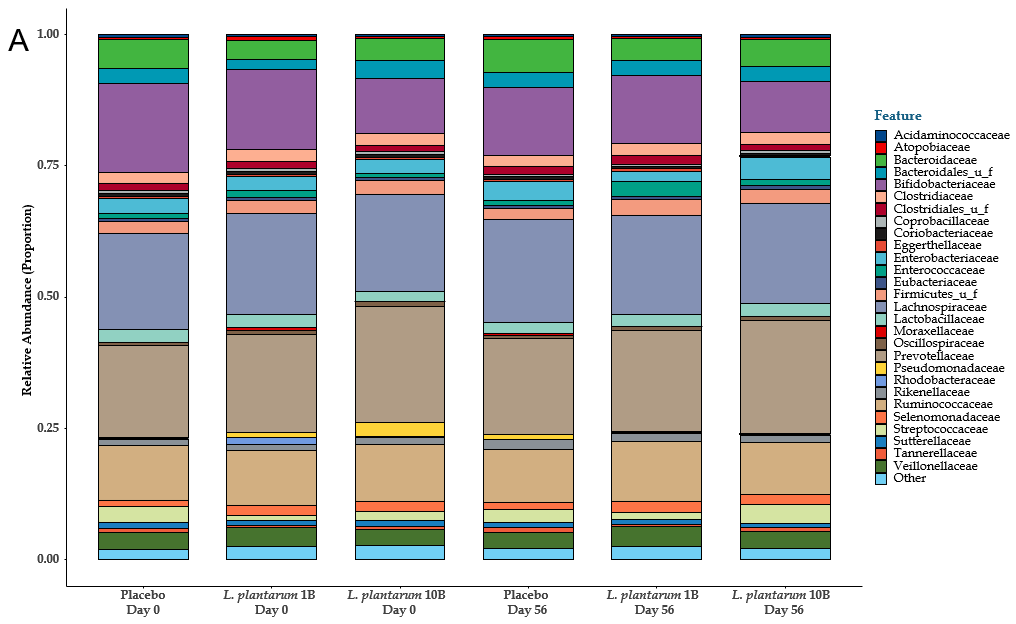 A
1.00
0.75
0.50
0.25
0.00
Relative Abundance (Proportion)
Placebo
Day 0
L. plantarum 1B
Day 0
L. plantarum 10B
Day 0
Placebo
Day 56
L. plantarum 1B
Day 56
L. plantarum 10B
Day 56
Feature
Acidaminococcaceae
Atopobiaceae
Bacteroidaceae
Bacteroidales_u_f
Bifidobacteriaceae
Clostridiaceae
Clostridiales_u_f
Coprobacillaceae
Coriobacteriaceae
Eggerthellaceae
Enterobacteriaceae
Enterococcaceae
Eubacteriaceae
Firmicutes_u_f
Lachnospiraceae
Lactobacillaceae
Moraxellaceae
Oscillospiraceae
Prevotellaceae
Pseudomonadaceae
Rhodobacteraceae
Rikenellaceae
Ruminococcaceae
Selenomonadaceae
Streptococcaceae
Sutterellaceae
Tannerellaceae
Veillonellaceae
Other